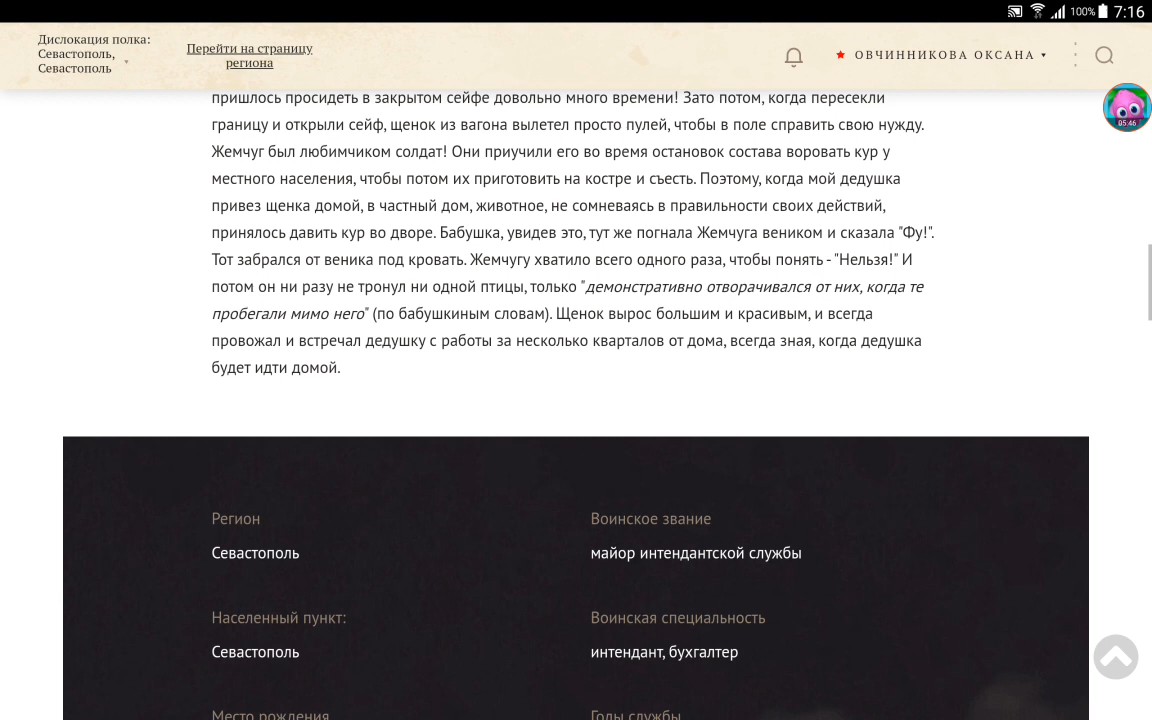 100% 7:16
Дислокация полка:
Севастополь,
Севастополь
Перейти на страницу
региона
ОВЧИННИКОВА ОКСАНА
05:46
пришлось просидеть в закрытом сейфе довольно много времени! Зато потом, когда пересекли
границу и открыли сейф, щенок из вагона вылетел просто пулей, чтобы в поле справить свою нужду.
Жемчуг был любимчиком солдат! Они приучили его во время остановок состава воровать кур у
местного населения, чтобы потом их приготовить на костре и съесть. Поэтому, когда мой дедушка
привез щенка домой, в частный дом, животное, не сомневаясь в правильности своих действий,
принялось давить кур во дворе. Бабушка, увидев это, тут же погнала Жемчуга веником и сказала "Фу!".
Тот забрался от веника под кровать. Жемчугу хватило всего одного раза, чтобы понять - "Нельзя!" И
потом он ни разу не тронул ни одной птицы, только "демонстративно отворачивался от них, когда те
пробегали мимо него" (по бабушкиным словам). Щенок вырос большим и красивым, и всегда
провожал и встречал дедушку с работы за несколько кварталов от дома, всегда зная, когда дедушка
будет идти домой.
Регион
Севастополь
Воинское звание
майор интендантской службы
Населенный пункт:
Севастополь
Воинская специальность
интендант, бухгалтер
Место рождения
Годы службы